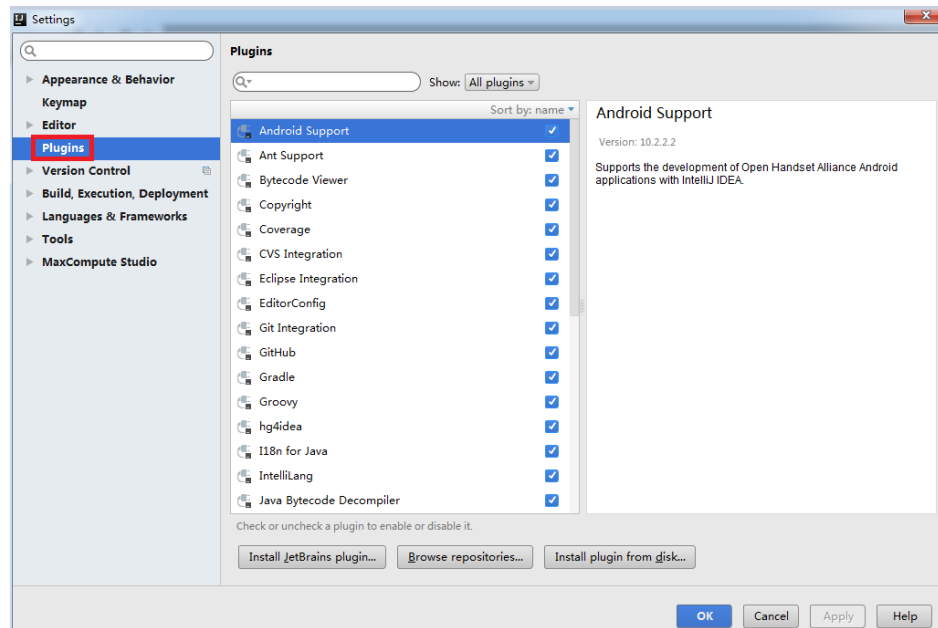 Settings
Plugins
Appearance & Behavior
Keymap
Editor
Plugins
Version Control
Build, Execution, Deployment
Languages & Frameworks
Tools
MaxCompute Studio
Show: All plugins
Sort by: name
Android Support
Ant Support
Bytecode Viewer
Copyright
Coverage
CVS Integration
Eclipse Integration
EditorConfig
Git Integration
GitHub
Gradle
Groovy
hg4idea
I18n for Java
IntelliLang
Java Bytecode Decompiler
Check or uncheck a plugin to enable or disable it.
Install JetBrains plugin...
Browse repositories...
Install plugin from disk...
Android Support
Version: 10.2.2.2
Supports the development of Open Handset Alliance Android
applications with IntelliJ IDEA.
OK
Cancel
Apply
Help